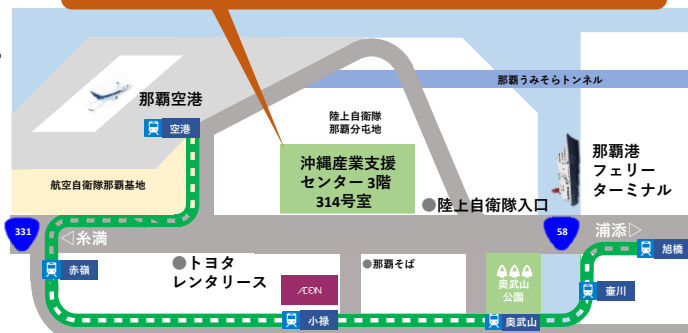 那覇うみそらトンネル
那覇空港
空港
陸上自衛隊
那覇分屯地
航空自衛隊那覇基地
沖縄産業支援
センター 3階
314号室
那覇港
フェリー
ターミナル
●陸上自衛隊入口
331
◁糸満
58
浦添▷
旭橋
赤嶺
●トヨタ
レンタリース
●那覇そば
奥武山
公園
壷川
ÆON
小禄
奥武山